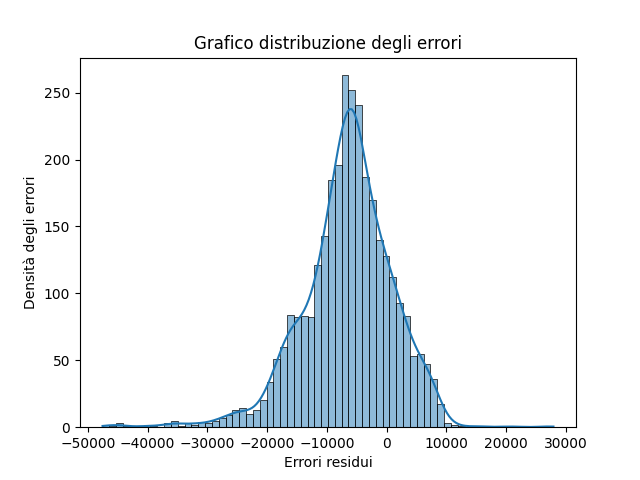 Grafico distribuzione degli errori
250
200
150
100
50
0
Densità degli errori
−50000 −40000 −30000 −20000 −10000 0 10000 20000 30000
Errori residui